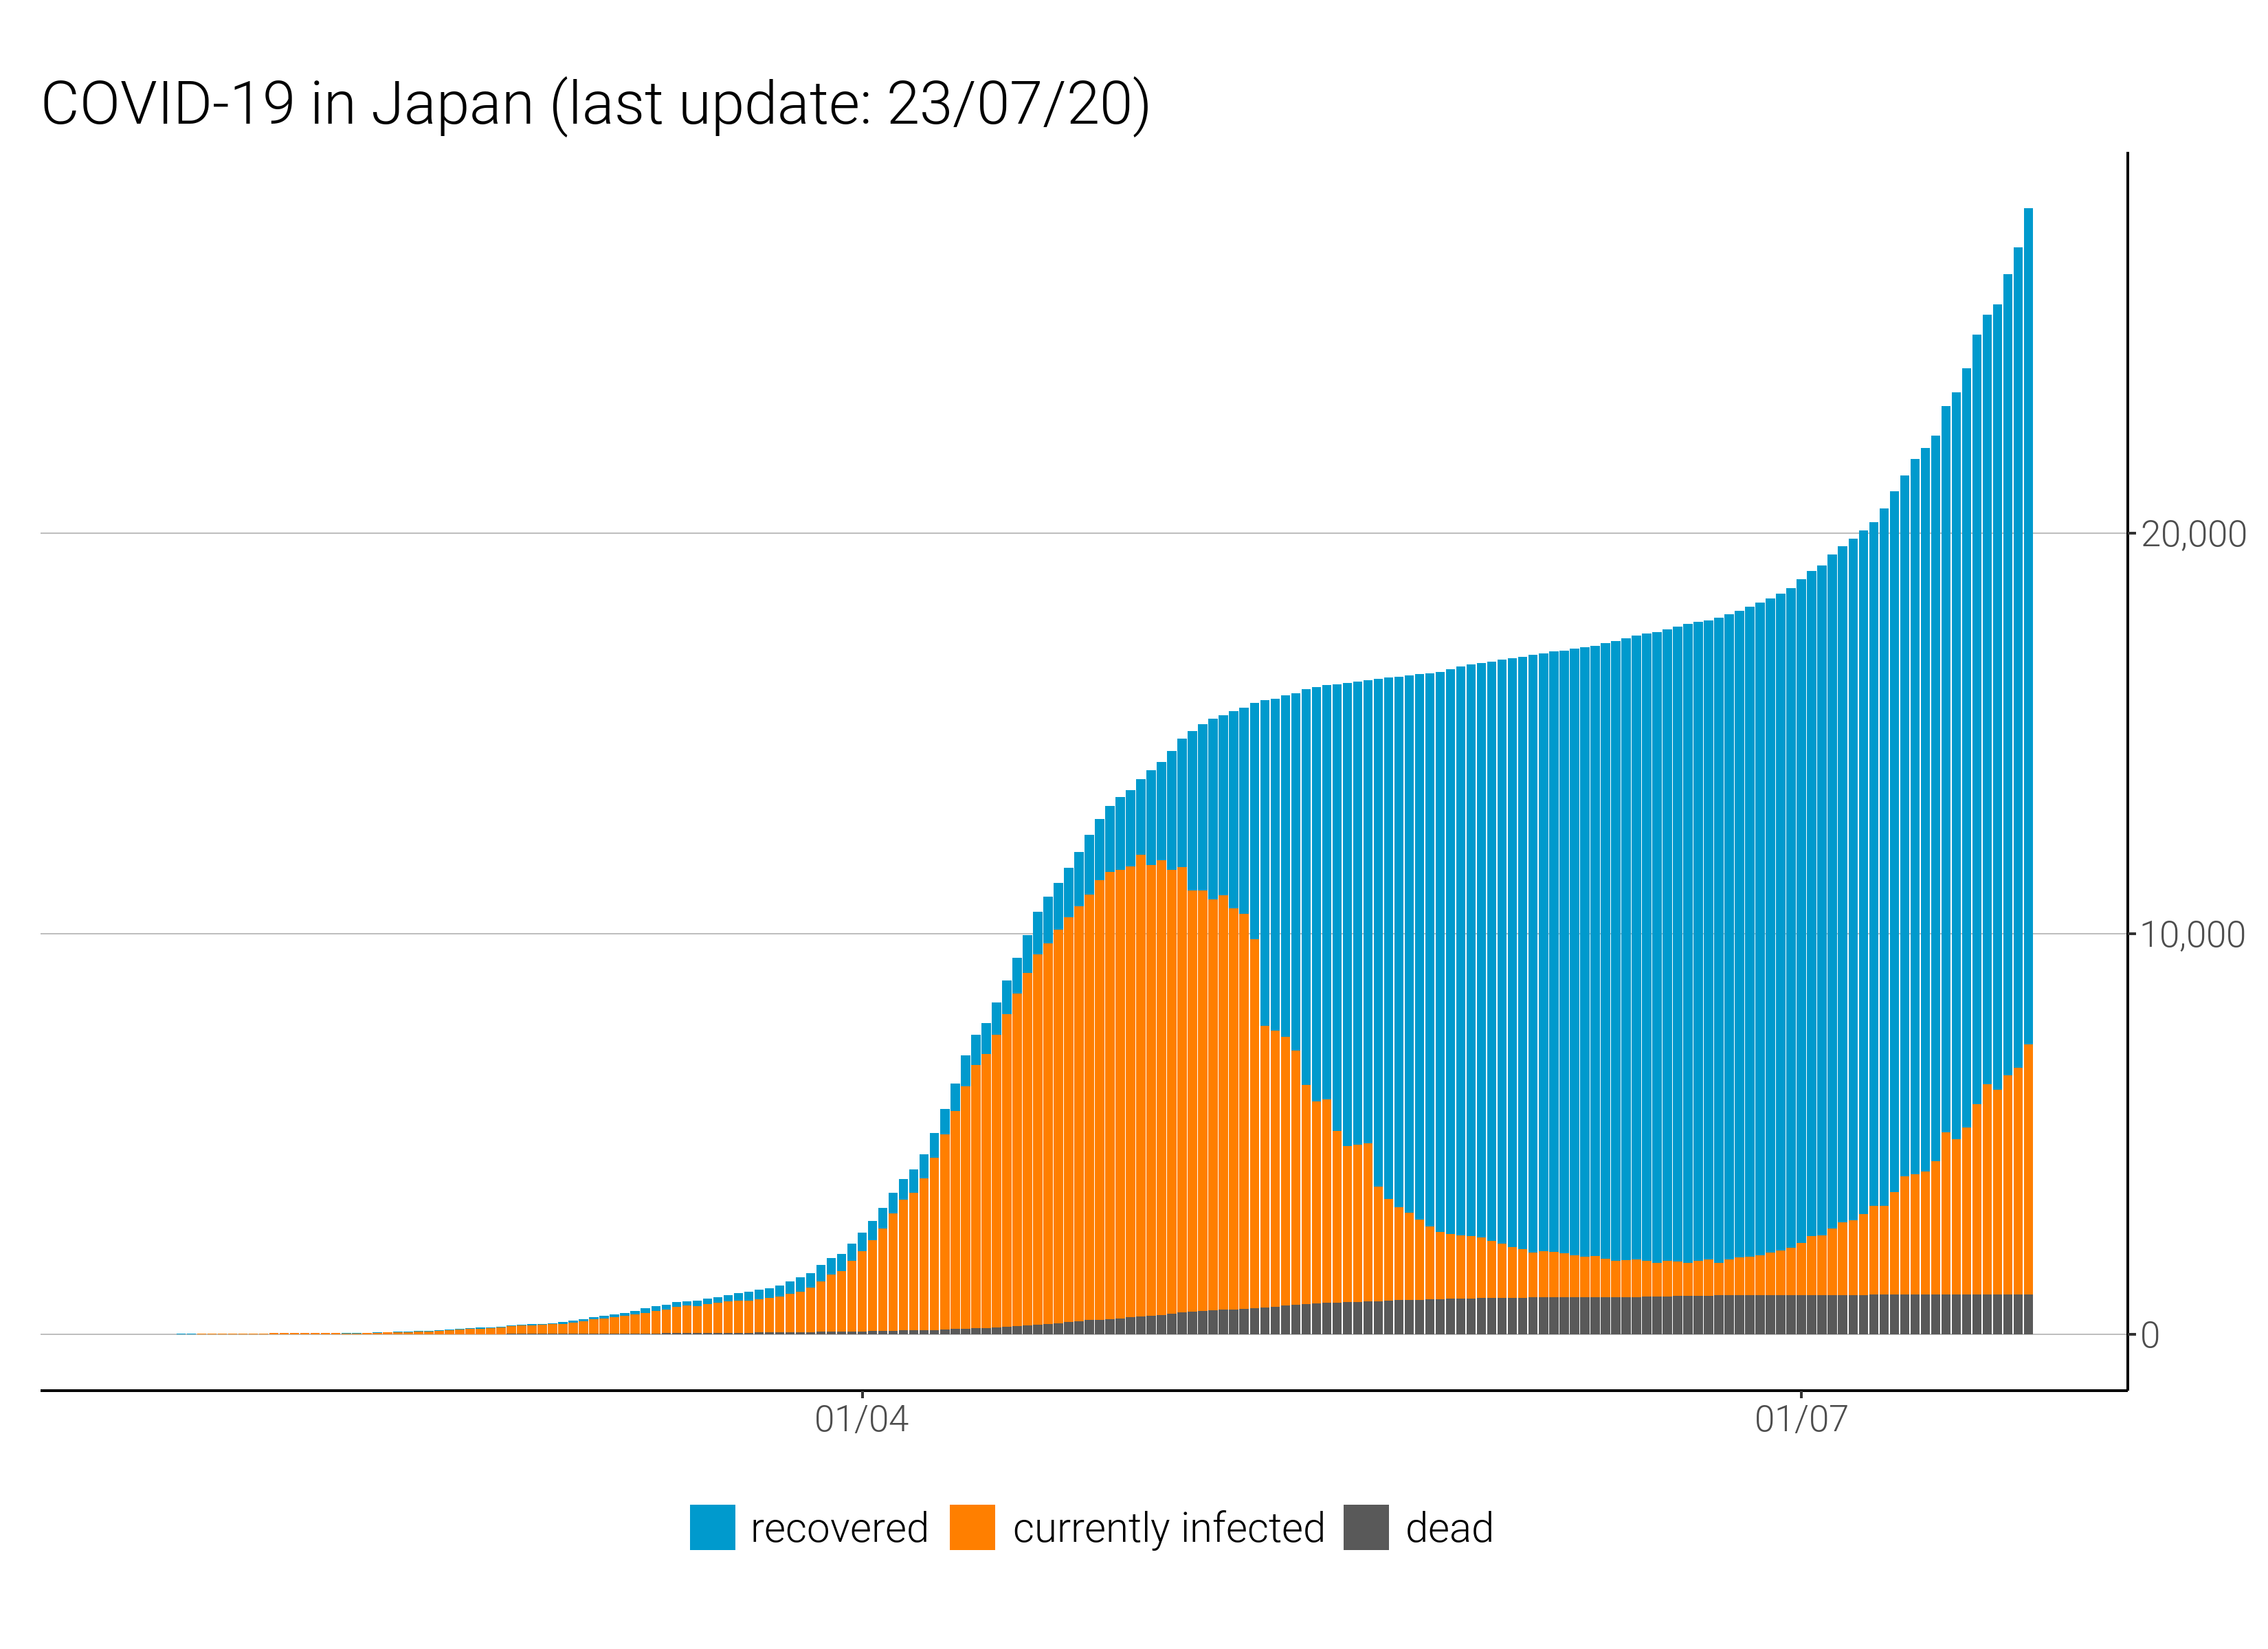 COVID-19 in Japan (last update: 23/07/20)
20,000
10,000
0
01/04 01/07
recovered currently infected dead